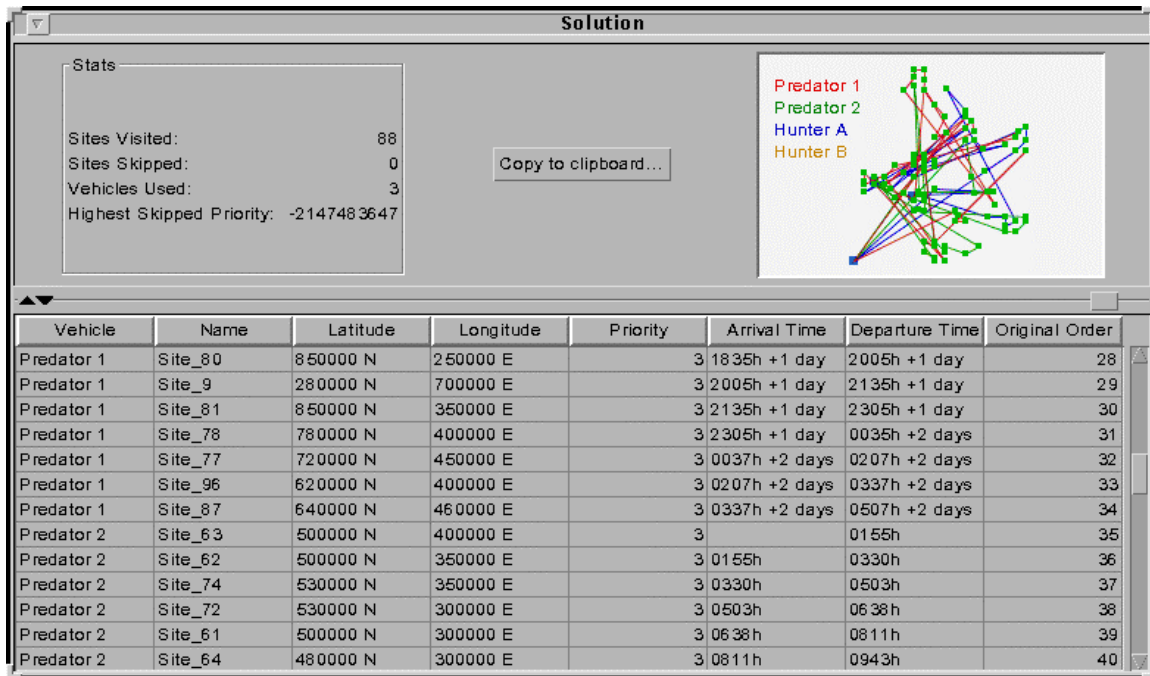 Solution
Stats
Sites Visited: 88
Sites Skipped: 0
Vehicles Used: 3
Highest Skipped Priority: -2147483647
Copy to clipboard...
Predator 1
Predator 2
Hunter A
Hunter B
Vehicle Name Latitude Longitude Priority Arrival Time Departure Time Original Order
Predator 1 Site_80 850000 N 250000 E 3 1835h +1 day 2005h +1 day 28
Predator 1 Site_9 280000 N 700000 E 3 2005h +1 day 2135h +1 day 29
Predator 1 Site_81 850000 N 350000 E 3 2135h +1 day 2305h +1 day 30
Predator 1 Site_78 780000 N 400000 E 3 2305h +1 day 0035h +2 days 31
Predator 1 Site_77 720000 N 450000 E 3 0037h +2 days 0207h +2 days 32
Predator 1 Site_96 620000 N 400000 E 3 0207h +2 days 0337h +2 days 33
Predator 1 Site_87 640000 N 460000 E 3 0337h +2 days 0507h +2 days 34
Predator 2 Site_63 500000 N 400000 E 3 0155h 35
Predator 2 Site_62 500000 N 350000 E 3 0155h 0330h 36
Predator 2 Site_74 530000 N 350000 E 3 0330h 0503h 37
Predator 2 Site_72 530000 N 300000 E 3 0503h 0638h 38
Predator 2 Site_61 500000 N 300000 E 3 0638h 0811h 39
Predator 2 Site_64 480000 N 300000 E 3 0811h 0943h 40